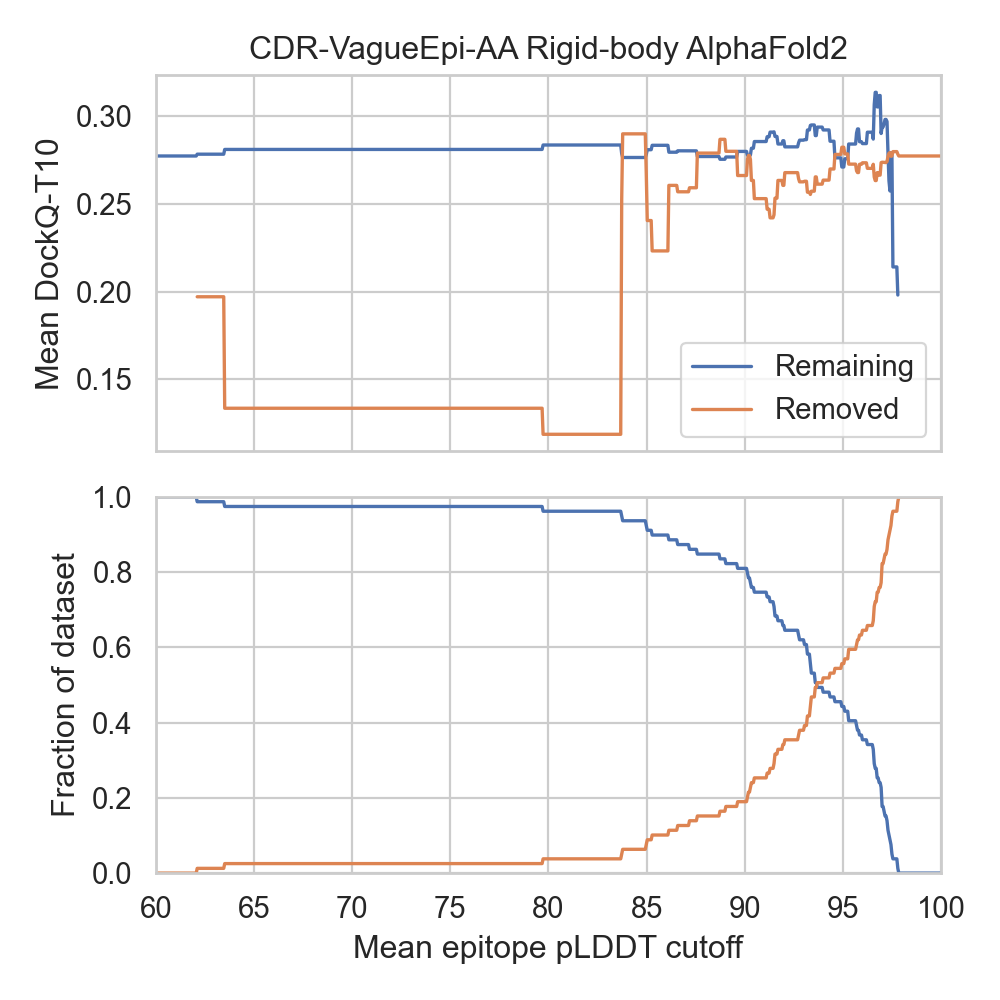 CDR-VagueEpi-AA Rigid-body AlphaFold2
Mean DockQ-T10
0.30
0.25
0.20
0.15
Remaining
Removed
Fraction of dataset
1.0
0.8
0.6
0.4
0.2
0.0
60 65 70 75 80 85 90 95 100
Mean epitope pLDDT cutoff